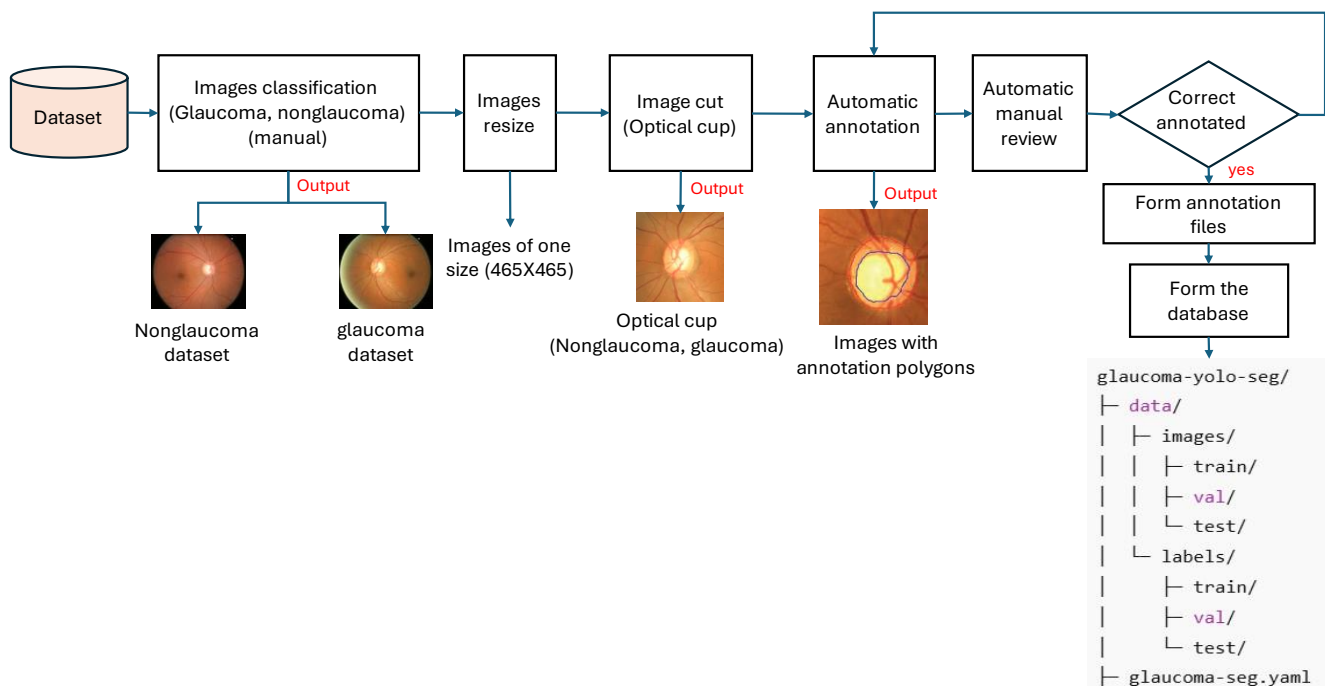 Dataset
Images classification
(Glaucoma, nonglaucoma)
(manual)
Images
resize
Image cut
(Optical cup)
Automatic
annotation
Automatic
manual
review
Correct
annotated
Output
Output
Output
yes
Nonglaucoma
dataset
glaucoma
dataset
Images of one
size (465X465)
Optical cup
(Nonglaucoma, glaucoma)
Images with
annotation polygons
Form annotation
files
Form the
database
glaucoma-yolo-seg/
├─ data/
│ ├─ images/
│ │ ├─ train/
│ │ ├─ val/
│ │ └─ test/
│ └─ labels/
│ ├─ train/
│ ├─ val/
│ └─ test/
├─ glaucoma-seg.yaml